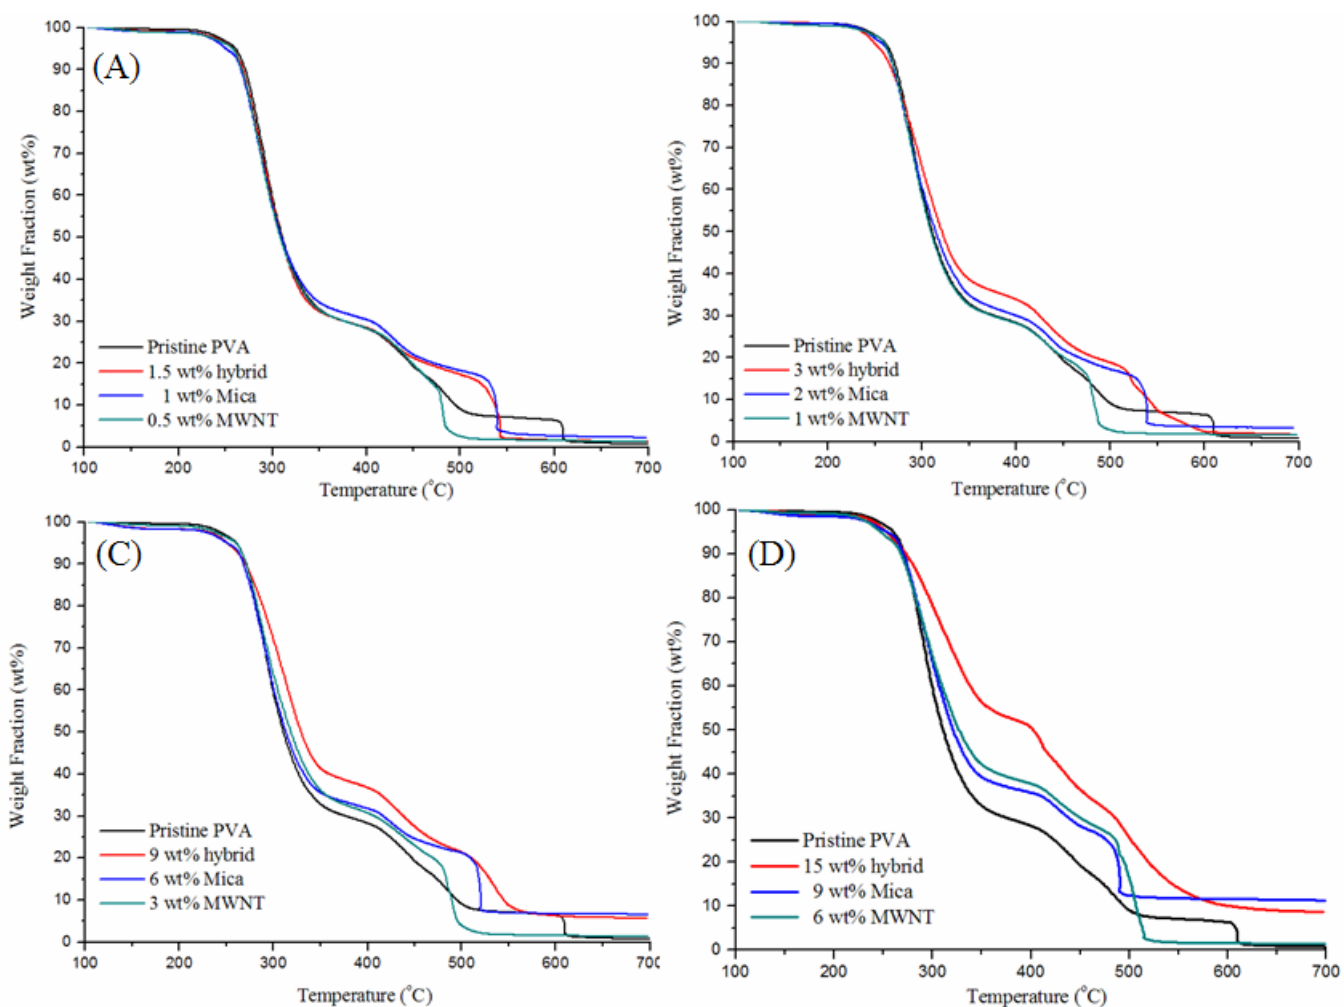 (A)
Weight Fraction (wt%)
100
90
80
70
60
50
40
30
20
10
0
Pristine PVA
1.5 wt% hybrid
1 wt% Mica
0.5 wt% MWNT
100 200 300 400 500 600 700
Temperature (°C)
Weight Fraction (wt%)
100
90
80
70
60
50
40
30
20
10
0
Pristine PVA
3 wt% hybrid
2 wt% Mica
1 wt% MWNT
100 200 300 400 500 600 700
Temperature (°C)
(C)
Weight Fraction (wt%)
100
90
80
70
60
50
40
30
20
10
0
Pristine PVA
9 wt% hybrid
6 wt% Mica
3 wt% MWNT
100 200 300 400 500 600 700
Temperature (°C)
(D)
Weight Fraction (wt%)
100
90
80
70
60
50
40
30
20
10
0
Pristine PVA
15 wt% hybrid
9 wt% Mica
6 wt% MWNT
100 200 300 400 500 600 700
Temperature (°C)